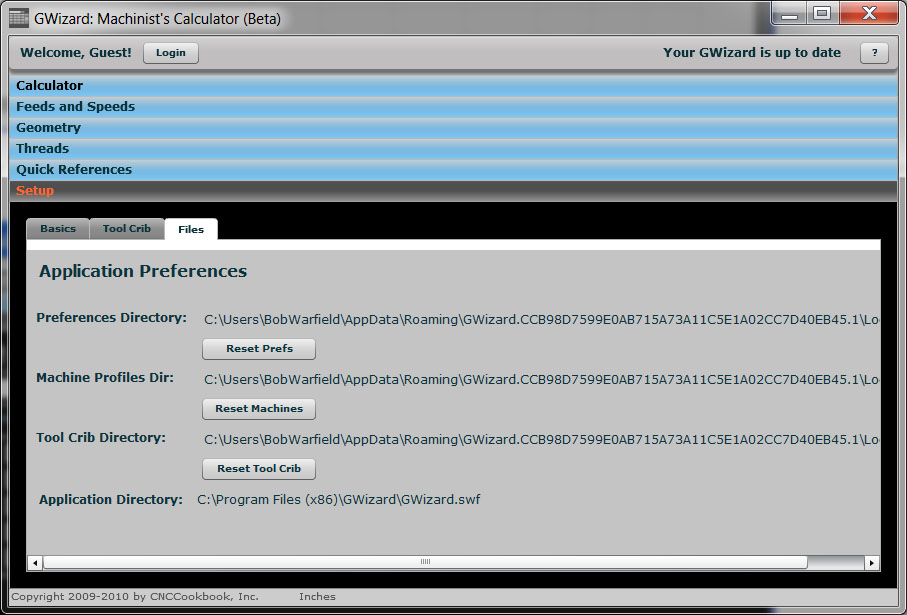 GWizard: Machinist's Calculator (Beta)
Welcome, Guest! Login Your GWizard is up to date ?
Calculator
Feeds and Speeds
Geometry
Threads
Quick References
Setup
Basics Tool Crib Files
Application Preferences
Preferences Directory: C:\Users\BobWarfield\AppData\Roaming\GWizard.CCB98D7599E0AB715A73A11C5E1A02CC7D40EB45.1\Lo
Reset Prefs
Machine Profiles Dir: C:\Users\BobWarfield\AppData\Roaming\GWizard.CCB98D7599E0AB715A73A11C5E1A02CC7D40EB45.1\Lo
Reset Machines
Tool Crib Directory: C:\Users\BobWarfield\AppData\Roaming\GWizard.CCB98D7599E0AB715A73A11C5E1A02CC7D40EB45.1\Lo
Reset Tool Crib
Application Directory: C:\Program Files (x86)\GWizard\GWizard.swf
Copyright 2009-2010 by CNCCookbook, Inc. Inches